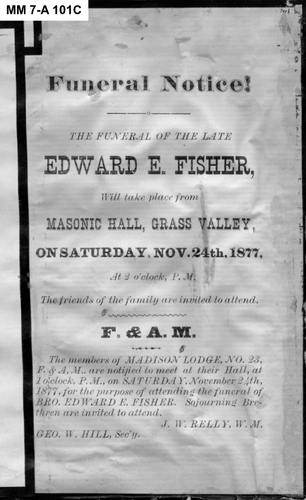 MM 7-A 101C
Funeral Notice!
THE FUNERAL OF THE LATE
EDWARD E. FISHER,
Will take place from
MASONIC HALL, GRASS VALLEY,
ON SATURDAY, NOV. 24th, 1877,
At 2 o'clock, P. M.
The friends of the family are invited to attend.
F. & A. M.
The members of MADISON LODGE, NO. 23,
F. & A. M., are notified to meet at their Hall, at
1 o'clock, P. M., on SATURDAY, November 24th,
1877, for the purpose of attending the funeral of
BRO. EDWARD E. FISHER. Sojourning Bre-
thren are invited to attend.
J. W. RELLY, W. M.
GEO. W. HILL, Sec'y.